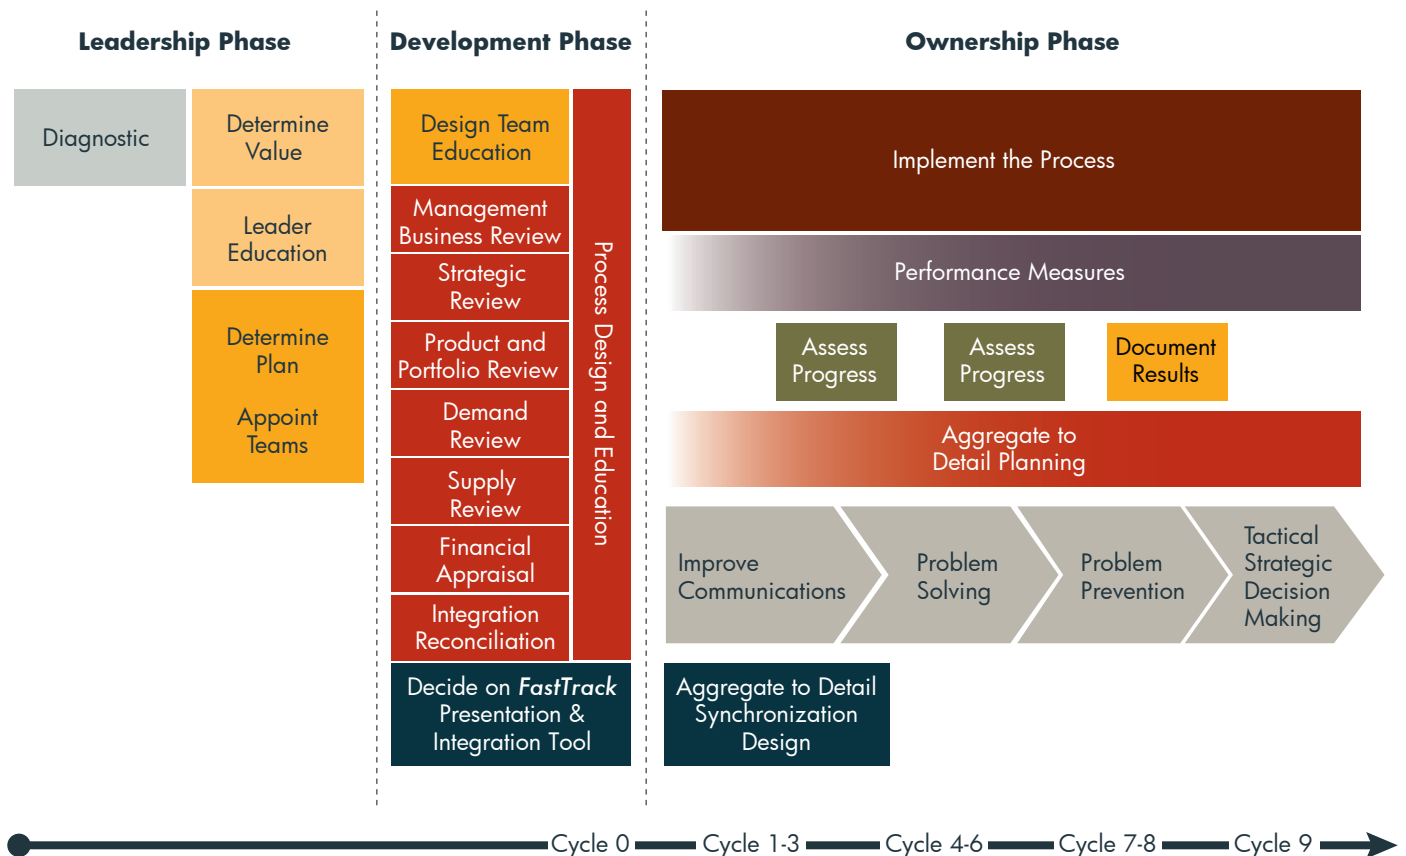 Leadership Phase
Diagnostic
Determine
Value
Leader
Education
Determine
Plan
Appoint
Teams
Development Phase
Design Team
Education
Management
Business Review
Strategic
Review
Product and
Portfolio Review
Demand
Review
Supply
Review
Financial
Appraisal
Integration
Reconciliation
Process Design and Education
Decide on FastTrack
Presentation &
Integration Tool
Ownership Phase
Implement the Process
Performance Measures
Assess
Progress
Assess
Progress
Document
Results
Aggregate to
Detail Planning
Improve
Communications
Problem
Solving
Problem
Prevention
Tactical
Strategic
Decision
Making
Aggregate to Detail
Synchronization
Design
Cycle 0
Cycle 1-3
Cycle 4-6
Cycle 7-8
Cycle 9